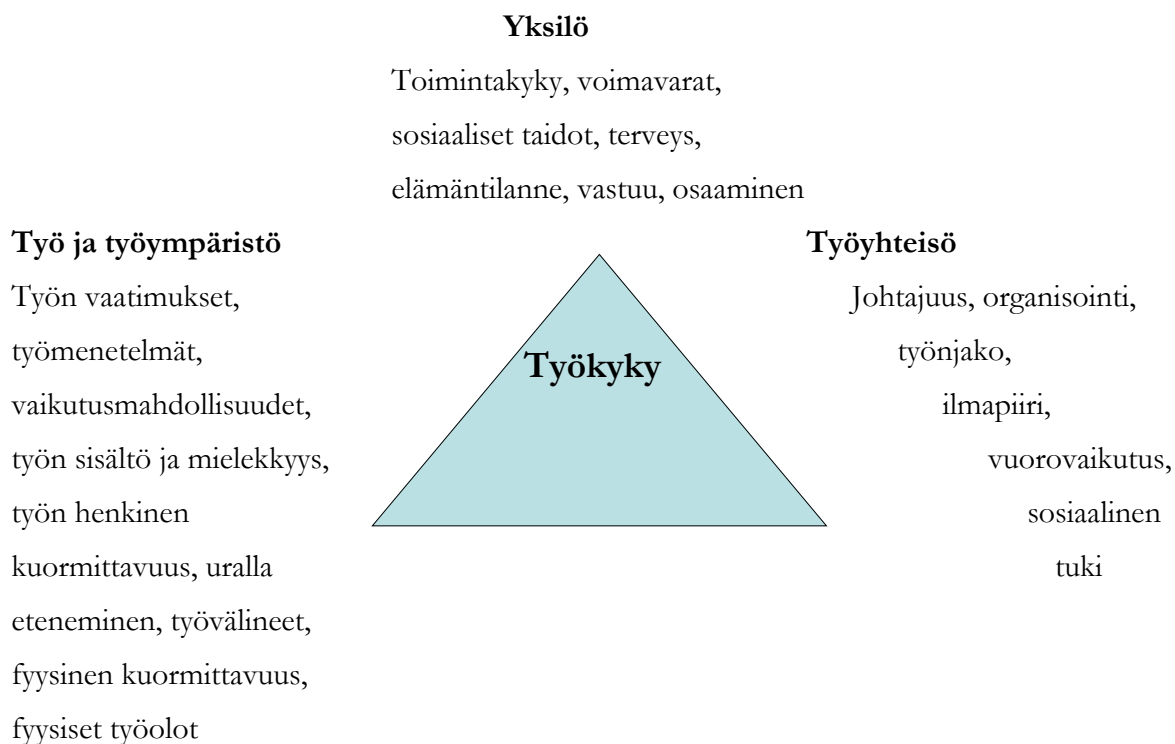 Yksilö
Toimintakyky, voimavarat,
sosiaaliset taidot, terveys,
elämäntilanne, vastuu, osaaminen
Työ ja työympäristö
Työn vaatimukset,
työmenetelmät,
vaikutusmahdollisuudet,
työn sisältö ja mielekkyys,
työn henkinen
kuormittavuus, uralla
eteneminen, työvälineet,
fyysinen kuormittavuus,
fyysiset työolot
Työkyky
Työyhteisö
Johtajuus, organisointi,
työnjako,
ilmapiiri,
vuorovaikutus,
sosiaalinen
tuki